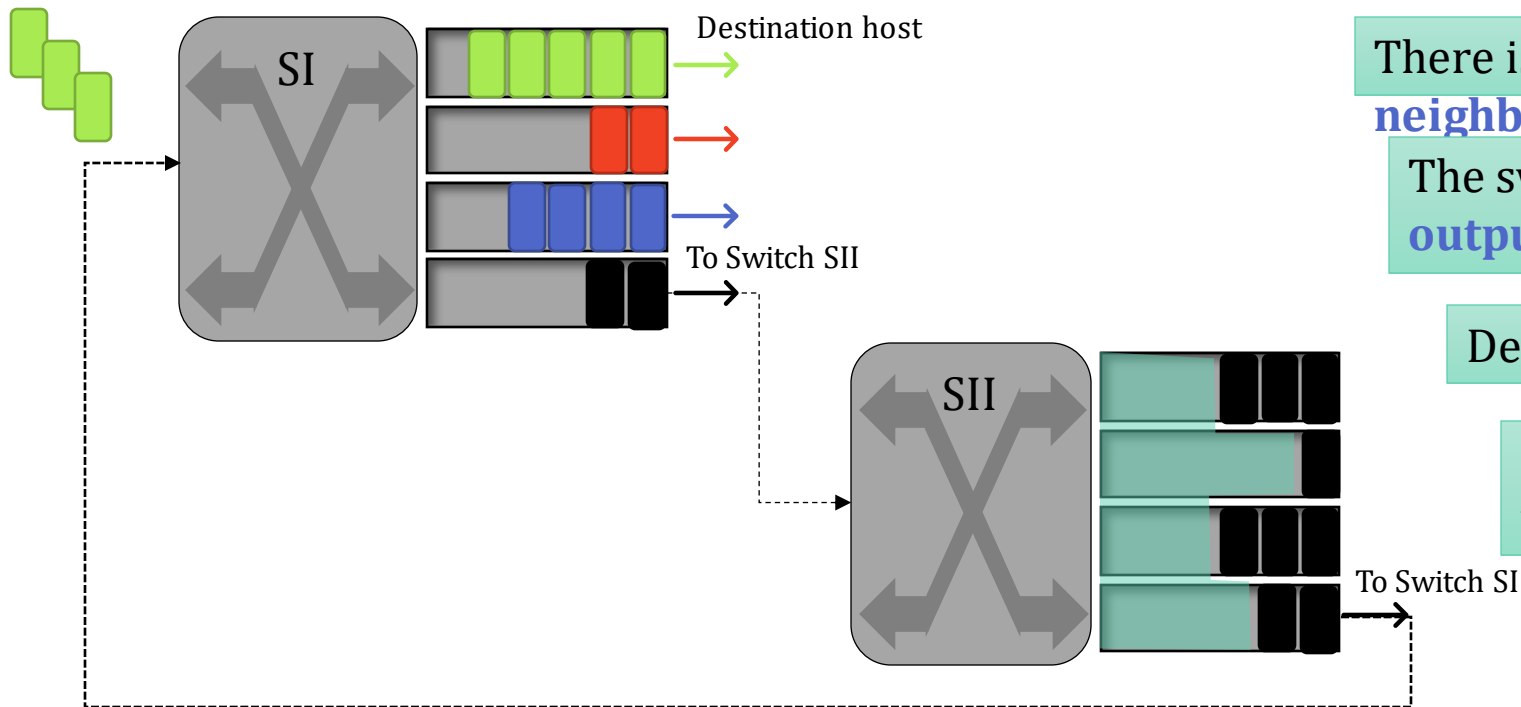 Destination host
SI
There i
neighb
The sw
outpu
To Switch SII
De
SII
To Switch SI